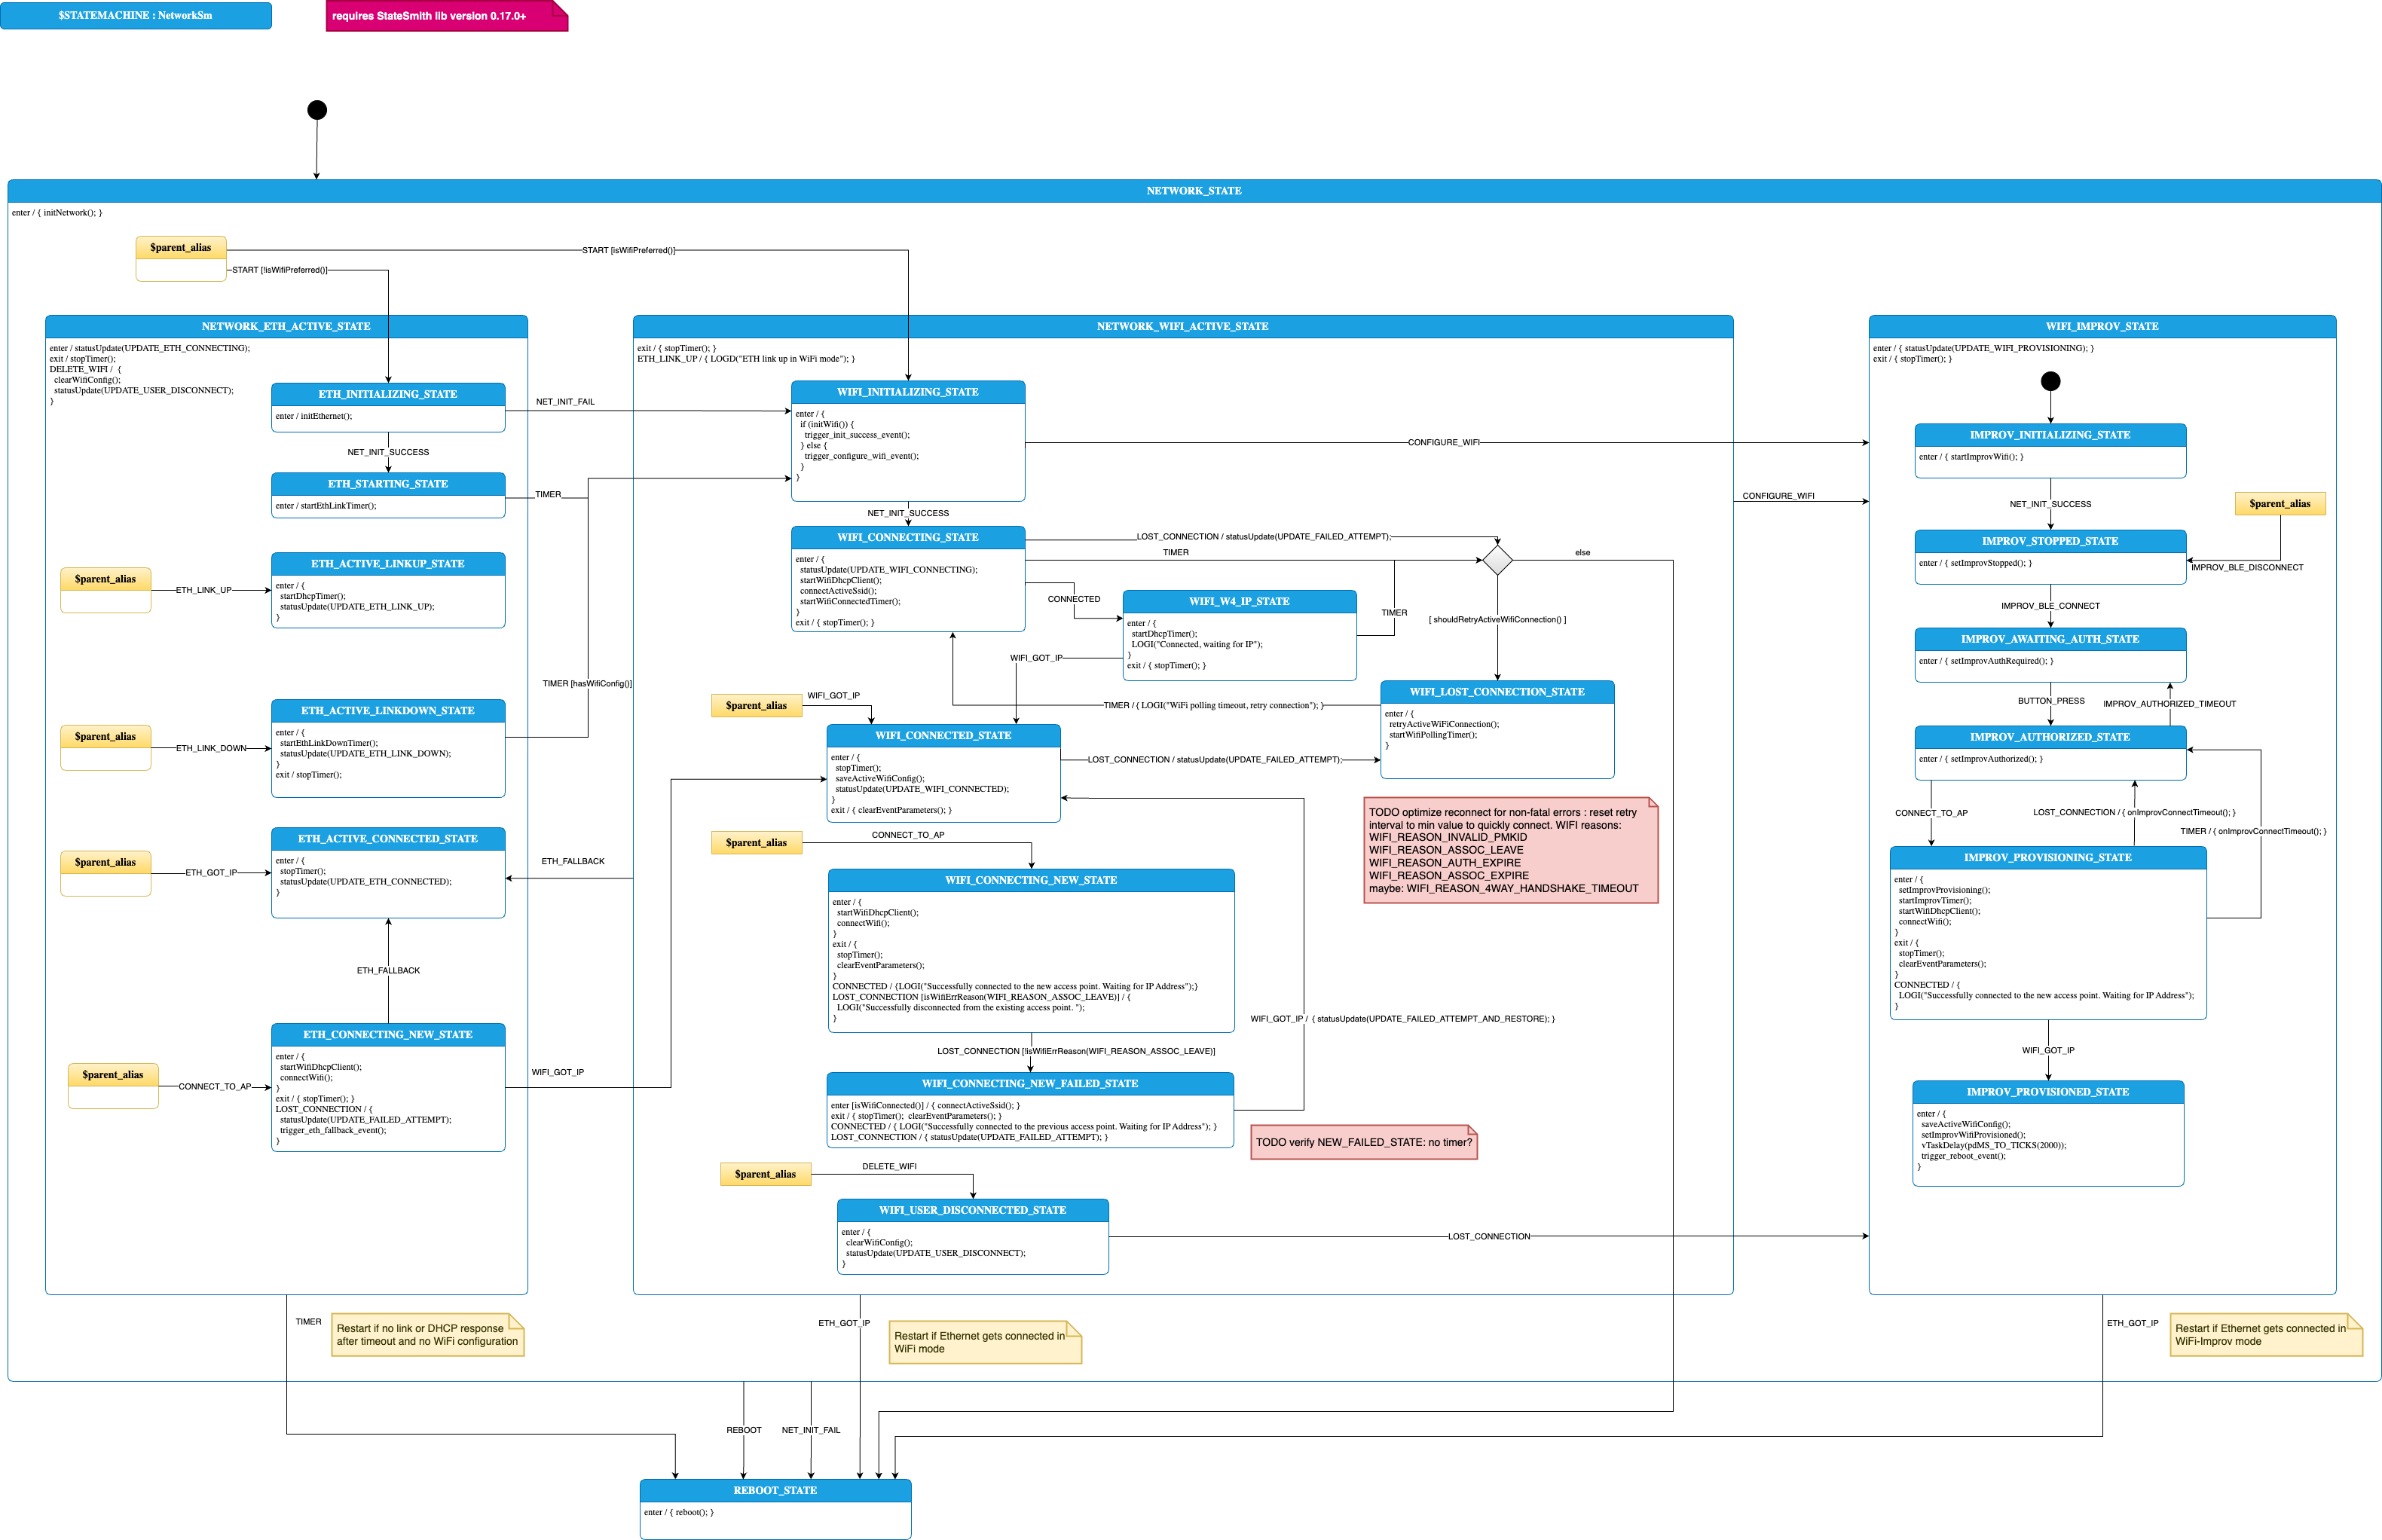 $STATEMACHINE : NetworkSm
requires StateSmith lib version 0.17.0+
NETWORK_STATE
enter / { initNetwork(); }
$parent_alias
START [isWifiPreferred()]
START [!isWifiPreferred()]
NETWORK_ETH_ACTIVE_STATE
enter / statusUpdate(UPDATE_ETH_CONNECTING);
exit / stopTimer();
DELETE_WIFI / {
clearWifiConfig();
statusUpdate(UPDATE_USER_DISCONNECT);
}
ETH_INITIALIZING_STATE
enter / initEthernet();
NET_INIT_FAIL
NET_INIT_SUCCESS
ETH_STARTING_STATE
enter / startEthLinkTimer();
TIMER
$parent_alias
ETH_LINK_UP
ETH_ACTIVE_LINKUP_STATE
enter / {
startDhcpTimer();
statusUpdate(UPDATE_ETH_LINK_UP);
}
TIMER [hasWifiConfig()]
$parent_alias
ETH_LINK_DOWN
ETH_ACTIVE_LINKDOWN_STATE
enter / {
startEthLinkDownTimer();
statusUpdate(UPDATE_ETH_LINK_DOWN);
}
exit / stopTimer();
$parent_alias
ETH_GOT_IP
ETH_ACTIVE_CONNECTED_STATE
enter / {
stopTimer();
statusUpdate(UPDATE_ETH_CONNECTED);
}
ETH_FALLBACK
ETH_FALLBACK
$parent_alias
CONNECT_TO_AP
ETH_CONNECTING_NEW_STATE
enter / {
startWifiDhcpClient();
connectWifi();
}
exit / { stopTimer(); }
LOST_CONNECTION / {
statusUpdate(UPDATE_FAILED_ATTEMPT);
trigger_eth_fallback_event();
}
WIFI_GOT_IP
NETWORK_WIFI_ACTIVE_STATE
exit / { stopTimer(); }
ETH_LINK_UP / { LOGD("ETH link up in WiFi mode"); }
WIFI_INITIALIZING_STATE
enter / {
if (initWifi()) {
trigger_init_success_event();
} else {
trigger_configure_wifi_event();
}
}
CONFIGURE_WIFI
CONFIGURE_WIFI
NET_INIT_SUCCESS
WIFI_CONNECTING_STATE
enter / {
statusUpdate(UPDATE_WIFI_CONNECTING);
startWifiDhcpClient();
connectActiveSsid();
startWifiConnectedTimer();
}
exit / { stopTimer(); }
LOST_CONNECTION / statusUpdate(UPDATE_FAILED_ATTEMPT);
TIMER
else
CONNECTED
WIFI_W4_IP_STATE
enter / {
startDhcpTimer();
LOGI("Connected, waiting for IP");
}
exit / { stopTimer(); }
TIMER
[ shouldRetryActiveWifiConnection() ]
WIFI_GOT_IP
WIFI_LOST_CONNECTION_STATE
enter / {
retryActiveWiFiConnection();
startWifiPollingTimer();
}
TIMER / { LOGI("WiFi polling timeout, retry connection"); }
$parent_alias
WIFI_GOT_IP
WIFI_CONNECTED_STATE
enter / {
stopTimer();
saveActiveWifiConfig();
statusUpdate(UPDATE_WIFI_CONNECTED);
}
exit / { clearEventParameters(); }
LOST_CONNECTION / statusUpdate(UPDATE_FAILED_ATTEMPT);
TODO optimize reconnect for non-fatal errors : reset retry
interval to min value to quickly connect. WIFI reasons:
WIFI_REASON_INVALID_PMKID
WIFI_REASON_ASSOC_LEAVE
WIFI_REASON_AUTH_EXPIRE
WIFI_REASON_ASSOC_EXPIRE
maybe: WIFI_REASON_4WAY_HANDSHAKE_TIMEOUT
$parent_alias
CONNECT_TO_AP
WIFI_CONNECTING_NEW_STATE
enter / {
startWifiDhcpClient();
connectWifi();
}
exit / {
stopTimer();
clearEventParameters();
}
CONNECTED / {LOGI("Successfully connected to the new access point. Waiting for IP Address");}
LOST_CONNECTION [isWifiErrReason(WIFI_REASON_ASSOC_LEAVE)] / {
LOGI("Successfully disconnected from the existing access point. ");
}
WIFI_GOT_IP / { statusUpdate(UPDATE_FAILED_ATTEMPT_AND_RESTORE); }
LOST_CONNECTION [!isWifiErrReason(WIFI_REASON_ASSOC_LEAVE)]
WIFI_CONNECTING_NEW_FAILED_STATE
enter [isWifiConnected()] / { connectActiveSsid(); }
exit / { stopTimer(); clearEventParameters(); }
CONNECTED / { LOGI("Successfully connected to the previous access point. Waiting for IP Address"); }
LOST_CONNECTION / { statusUpdate(UPDATE_FAILED_ATTEMPT); }
TODO verify NEW_FAILED_STATE: no timer?
$parent_alias
DELETE_WIFI
WIFI_USER_DISCONNECTED_STATE
enter / {
clearWifiConfig();
statusUpdate(UPDATE_USER_DISCONNECT);
}
LOST_CONNECTION
WIFI_IMPROV_STATE
enter / { statusUpdate(UPDATE_WIFI_PROVISIONING); }
exit / { stopTimer(); }
IMPROV_INITIALIZING_STATE
enter / { startImprovWifi(); }
NET_INIT_SUCCESS
$parent_alias
IMPROV_STOPPED_STATE
enter / { setImprovStopped(); }
IMPROV_BLE_DISCONNECT
IMPROV_BLE_CONNECT
IMPROV_AWAITING_AUTH_STATE
enter / { setImprovAuthRequired(); }
BUTTON_PRESS
IMPROV_AUTHORIZED_TIMEOUT
IMPROV_AUTHORIZED_STATE
enter / { setImprovAuthorized(); }
CONNECT_TO_AP
LOST_CONNECTION / { onImprovConnectTimeout(); }
TIMER / { onImprovConnectTimeout(); }
IMPROV_PROVISIONING_STATE
enter / {
setImprovProvisioning();
startImprovTimer();
startWifiDhcpClient();
connectWifi();
}
exit / {
stopTimer();
clearEventParameters();
}
CONNECTED / {
LOGI("Successfully connected to the new access point. Waiting for IP Address");
}
WIFI_GOT_IP
IMPROV_PROVISIONED_STATE
enter / {
saveActiveWifiConfig();
setImprovWifiProvisioned();
vTaskDelay(pdMS_TO_TICKS(2000));
trigger_reboot_event();
}
TIMER
Restart if no link or DHCP response
after timeout and no WiFi configuration
ETH_GOT_IP
Restart if Ethernet gets connected in
WiFi mode
ETH_GOT_IP
Restart if Ethernet gets connected in
WiFi-Improv mode
REBOOT
NET_INIT_FAIL
REBOOT_STATE
enter / { reboot(); }